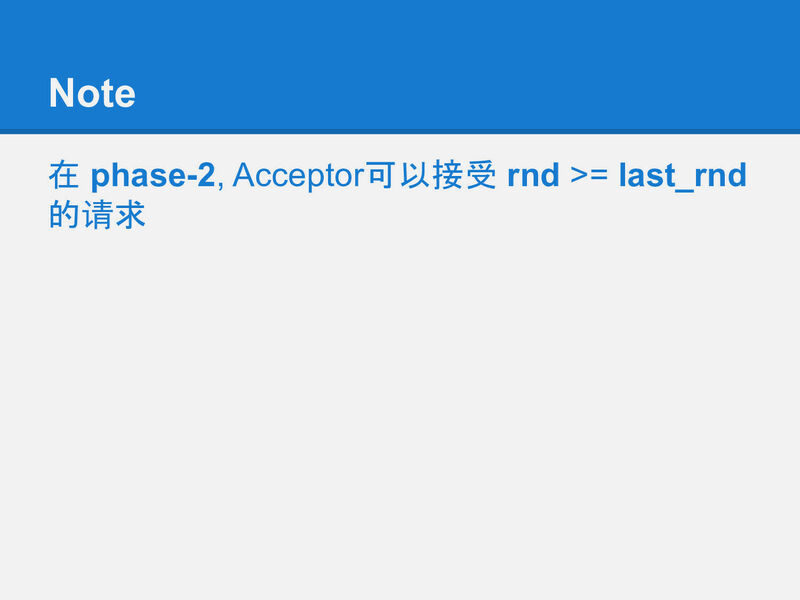 Note
在 phase-2, Acceptor可以接受 rnd >= last_rnd
的请求